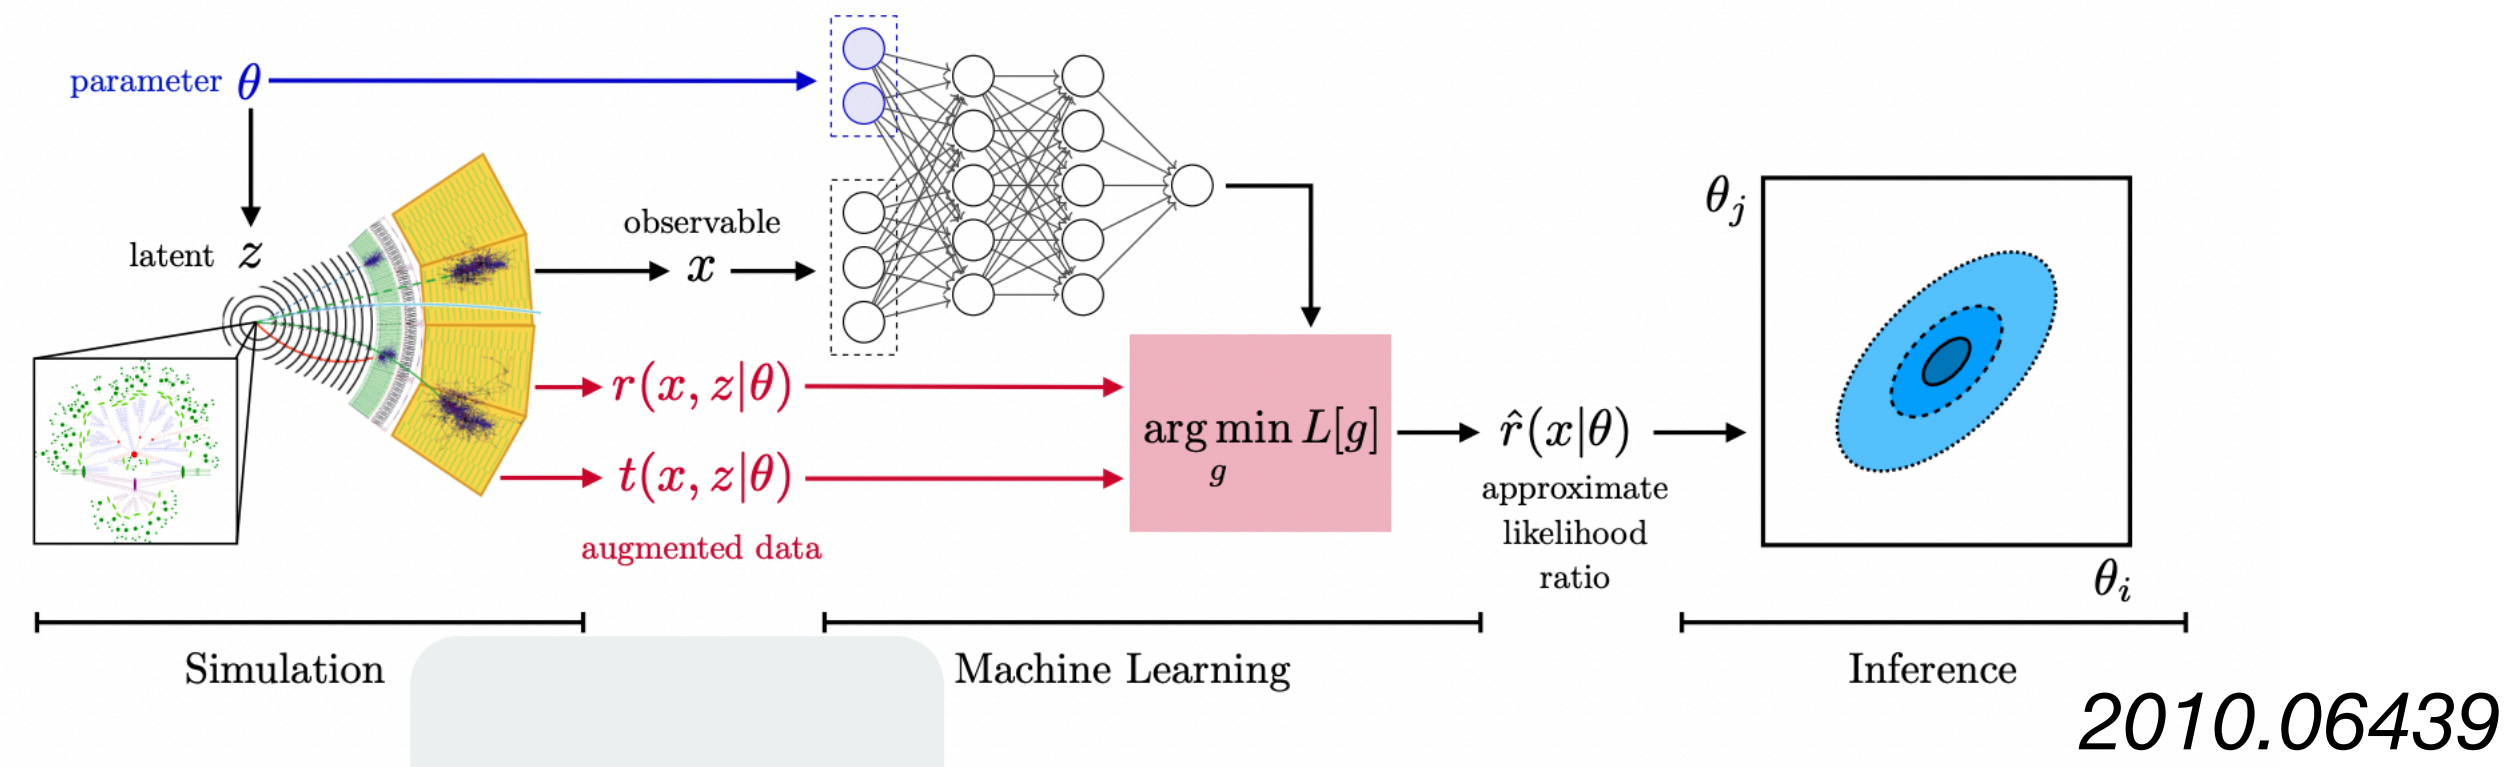 parameter θ
latent z
observable
x
r(x, z|θ)
t(x, z|θ)
augmented data
arg min L[g]
g
r̂(x|θ)
approximate
likelihood
ratio
θj
θi
Simulation
Machine Learning
Inference
2010.06439